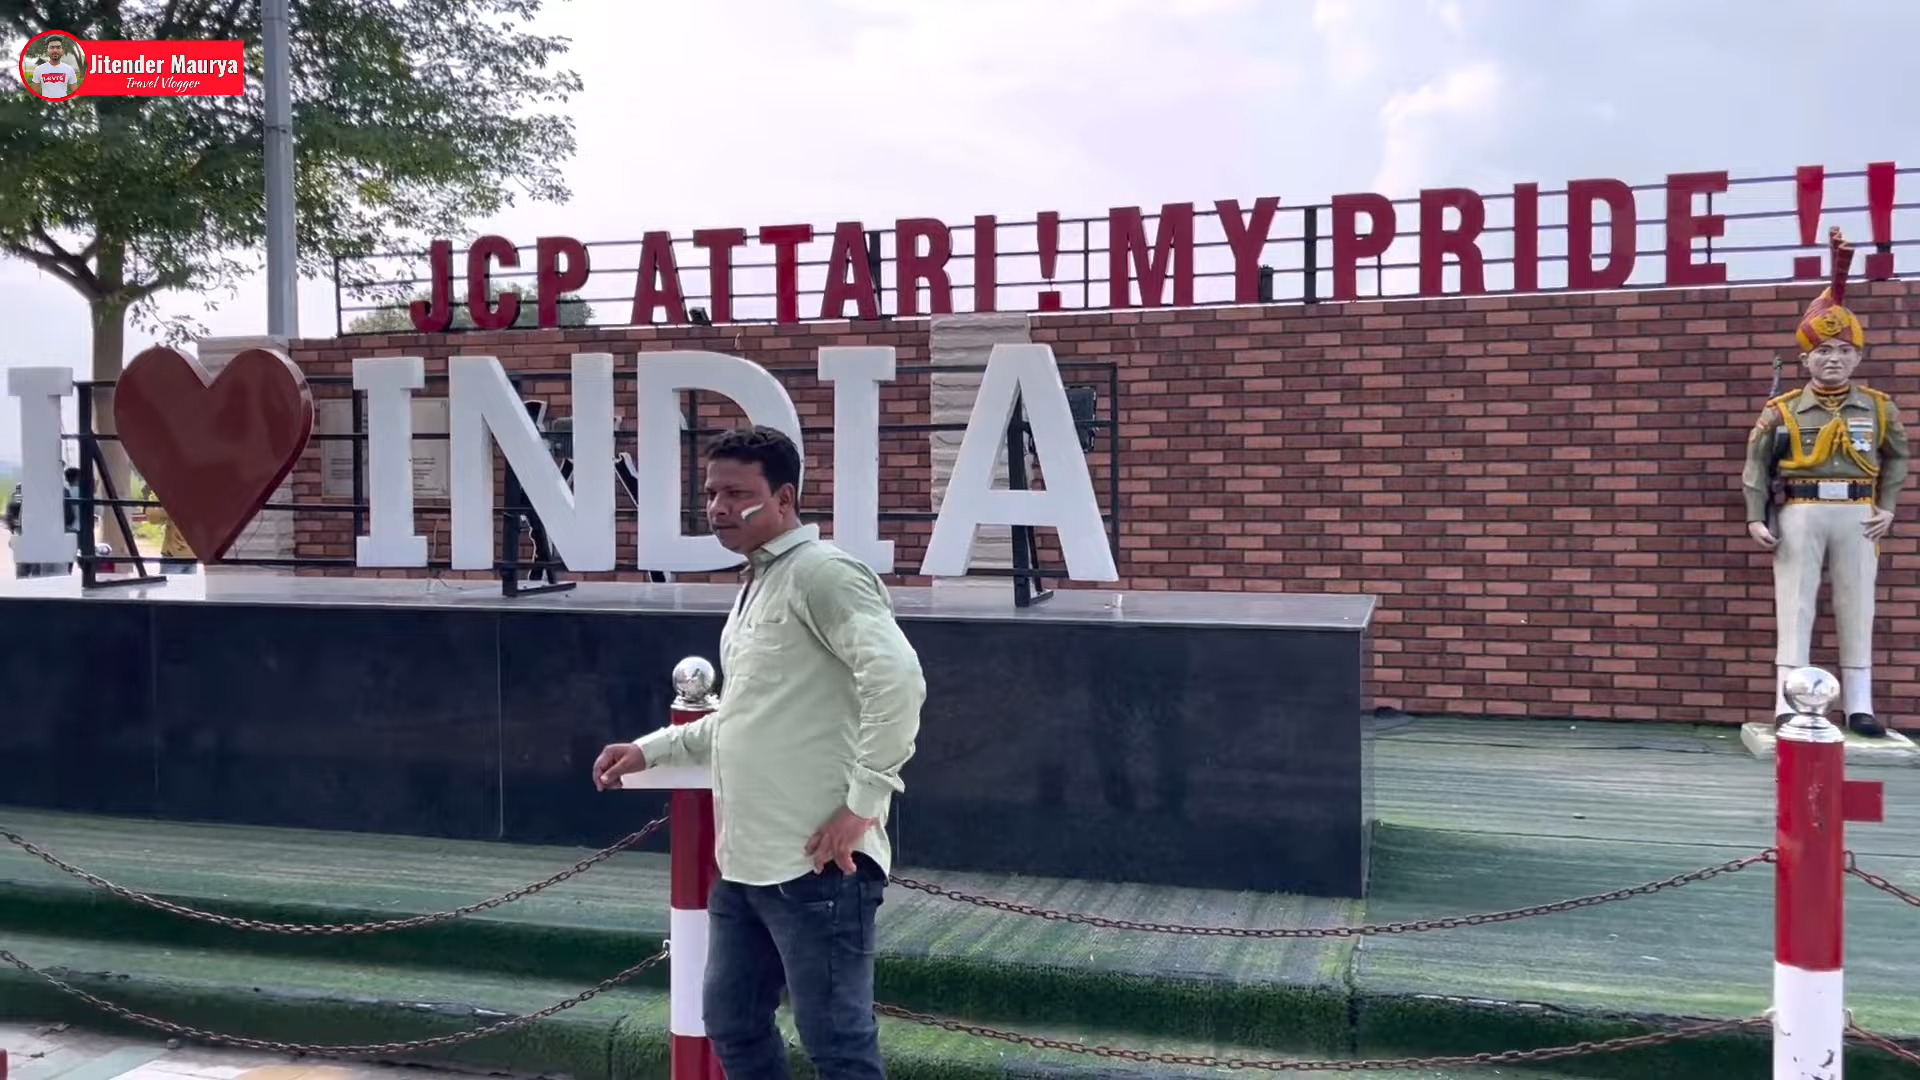 Jitender Maurya
Travel Vlogger
JCP ATTARI ! MY PRIDE !!
I ♥ INDIA